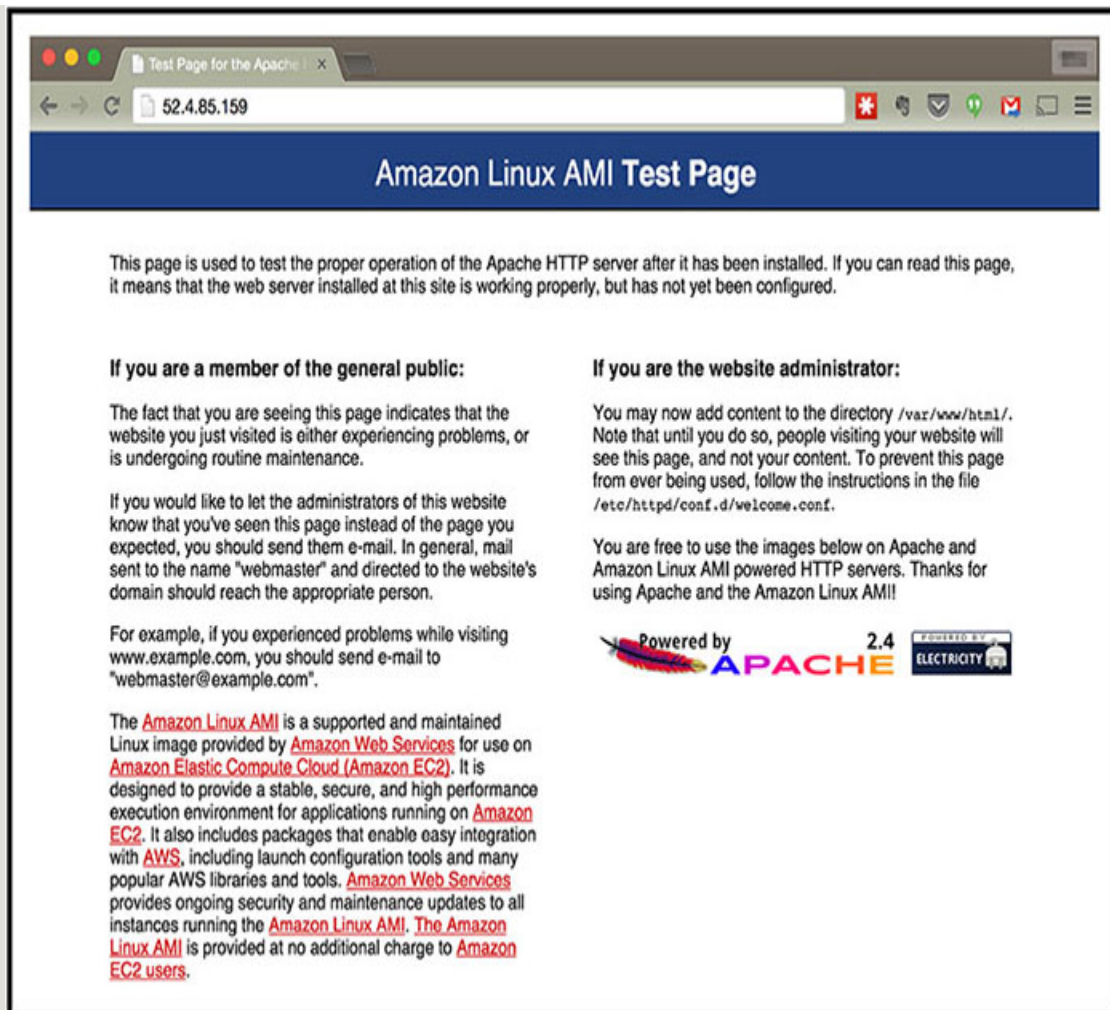 Test Page for the Apache
52.4.85.159
Amazon Linux AMI Test Page
This page is used to test the proper operation of the Apache HTTP server after it has been installed. If you can read this page,
it means that the web server installed at this site is working properly, but has not yet been configured.
If you are a member of the general public:
The fact that you are seeing this page indicates that the
website you just visited is either experiencing problems, or
is undergoing routine maintenance.
If you would like to let the administrators of this website
know that you've seen this page instead of the page you
expected, you should send them e-mail. In general, mail
sent to the name "webmaster" and directed to the website's
domain should reach the appropriate person.
For example, if you experienced problems while visiting
www.example.com, you should send e-mail to
"webmaster@example.com".
The Amazon Linux AMI is a supported and maintained
Linux image provided by Amazon Web Services for use on
Amazon Elastic Compute Cloud (Amazon EC2). It is
designed to provide a stable, secure, and high performance
execution environment for applications running on Amazon
EC2. It also includes packages that enable easy integration
with AWS, including launch configuration tools and many
popular AWS libraries and tools. Amazon Web Services
provides ongoing security and maintenance updates to all
instances running the Amazon Linux AMI. The Amazon
Linux AMI is provided at no additional charge to Amazon
EC2 users.
If you are the website administrator:
You may now add content to the directory /var/www/html/.
Note that until you do so, people visiting your website will
see this page, and not your content. To prevent this page
from ever being used, follow the instructions in the file
/etc/httpd/conf.d/welcome.conf.
You are free to use the images below on Apache and
Amazon Linux AMI powered HTTP servers. Thanks for
using Apache and the Amazon Linux AMI!
Powered by 2.4
APACHE
POWERED BY
ELECTRICITY